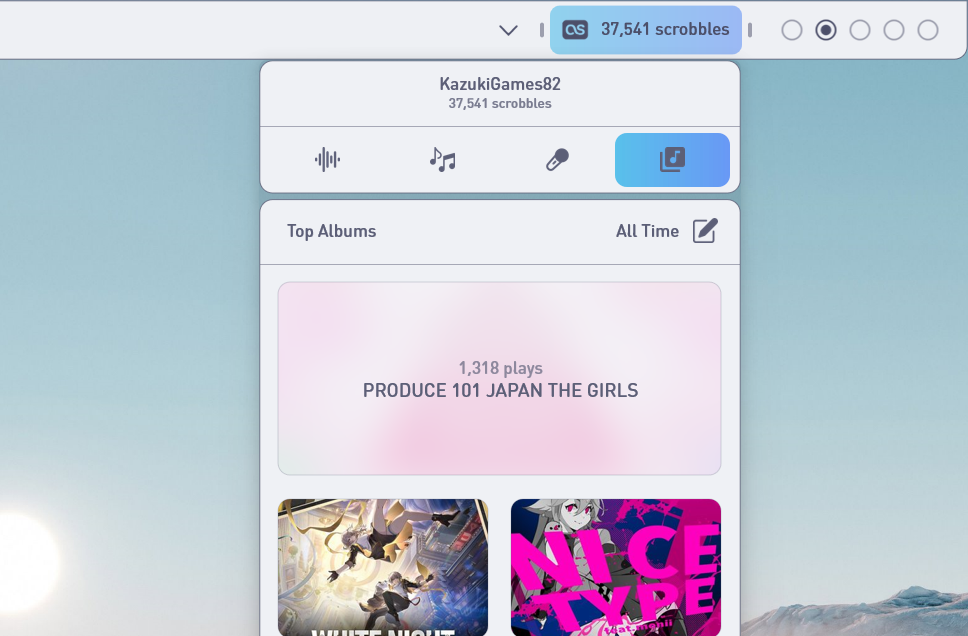 37,541 scrobbles
KazukiGames82
37,541 scrobbles
Top Albums
All Time
1,318 plays
PRODUCE 101 JAPAN THE GIRLS
WHITE NIGHT
NICE
TYPE